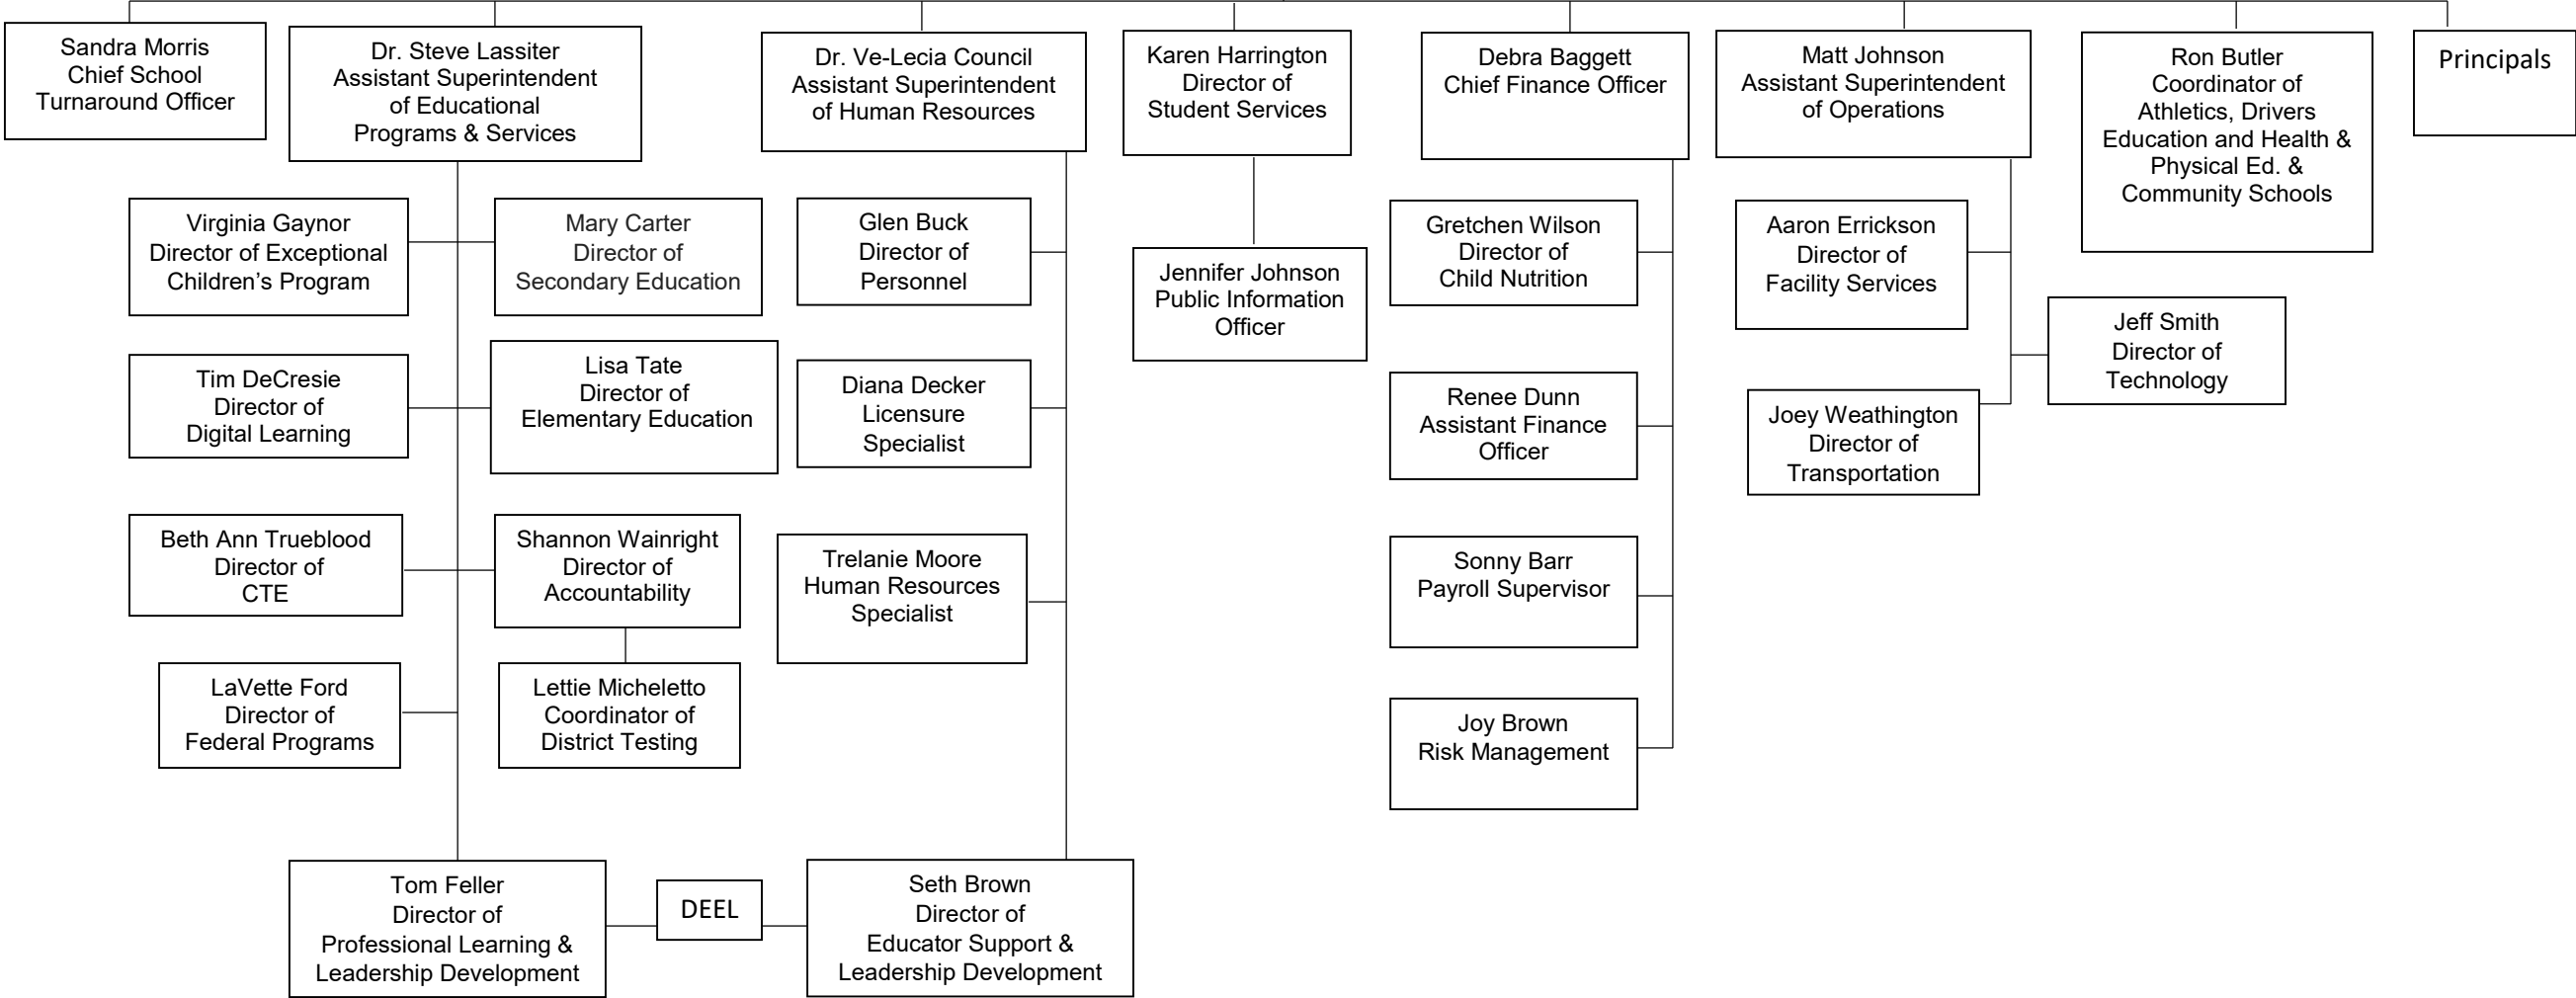 Sandra Morris
Chief School
Turnaround Officer
Dr. Steve Lassiter
Assistant Superintendent
of Educational
Programs & Services
Dr. Ve-Lecia Council
Assistant Superintendent
of Human Resources
Karen Harrington
Director of
Student Services
Debra Baggett
Chief Finance Officer
Matt Johnson
Assistant Superintendent
of Operations
Ron Butler
Coordinator of
Athletics, Drivers
Education and Health &
Physical Ed. &
Community Schools
Principals
Virginia Gaynor
Director of Exceptional
Children’s Program
Mary Carter
Director of
Secondary Education
Glen Buck
Director of
Personnel
Jennifer Johnson
Public Information
Officer
Gretchen Wilson
Director of
Child Nutrition
Aaron Errickson
Director of
Facility Services
Jeff Smith
Director of
Technology
Tim DeCresie
Director of
Digital Learning
Lisa Tate
Director of
Elementary Education
Diana Decker
Licensure
Specialist
Renee Dunn
Assistant Finance
Officer
Joey Weathington
Director of
Transportation
Beth Ann Trueblood
Director of
CTE
Shannon Wainright
Director of
Accountability
Trelanie Moore
Human Resources
Specialist
Sonny Barr
Payroll Supervisor
LaVette Ford
Director of
Federal Programs
Lettie Micheletto
Coordinator of
District Testing
Joy Brown
Risk Management
Tom Feller
Director of
Professional Learning &
Leadership Development
DEEL
Seth Brown
Director of
Educator Support &
Leadership Development